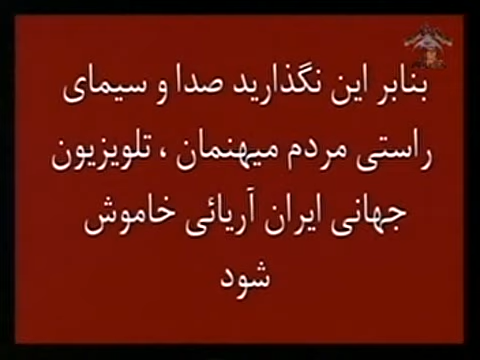 بنابر این نگذارید صدا و سیمای
راستی مردم میهنمان ، تلویزیون
جهانی ایران آریائی خاموش
شود